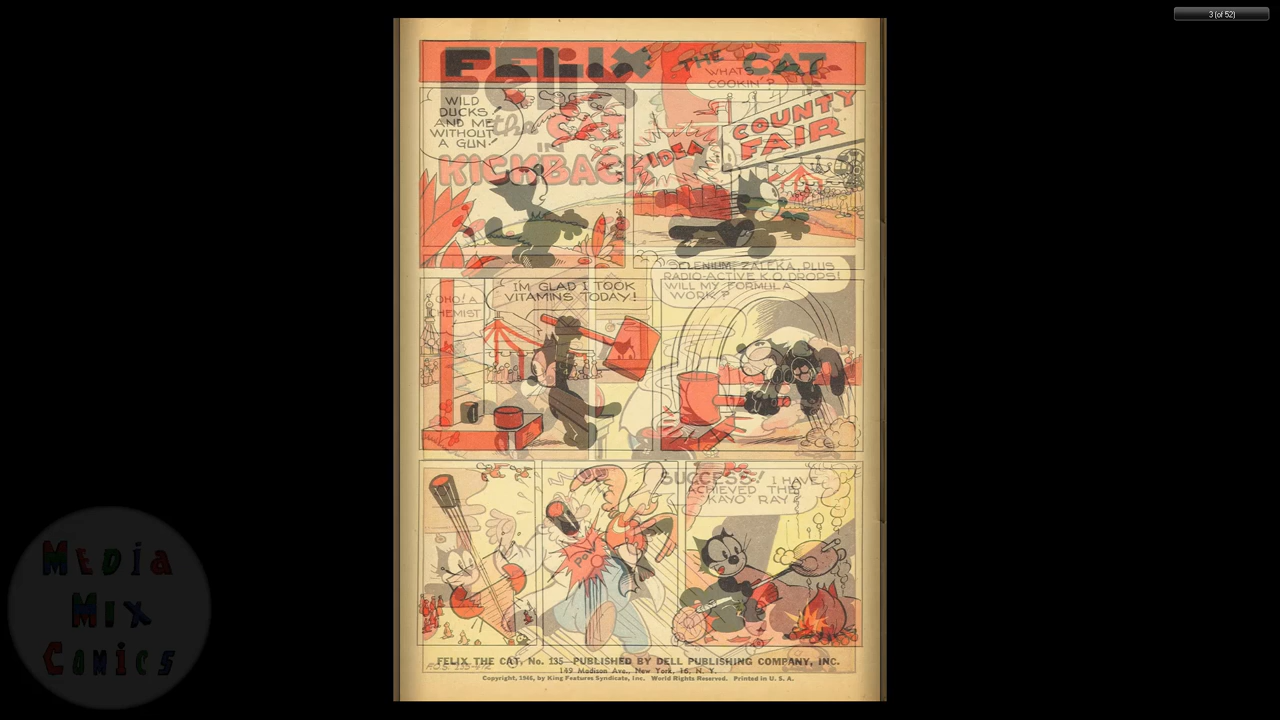 3 (of 52)
FELIX THE CAT
Felix
the CAT
IN
KICKBACK
WHAT'S
COOKIN'?
WILD
DUCKS
AND ME
WITHOUT
A GUN!
IDEA
COUNTY
FAIR
OHO! A
CHEMIST
I'M GLAD I TOOK
VITAMINS TODAY!
SELENIUM, ZALEKA, PLUS
RADIO-ACTIVE K.O. DROPS!
WILL MY FORMULA
WORK?
POW
SUCCESS! I HAVE
ACHIEVED THE
"KAYO" RAY!
MEDIA
MIX
COMICS
FELIX THE CAT, No. 135—PUBLISHED BY DELL PUBLISHING COMPANY, INC.
149 Madison Ave., New York, 16, N. Y.
Copyright, 1946, by King Features Syndicate, Inc. World Rights Reserved. Printed in U. S. A.